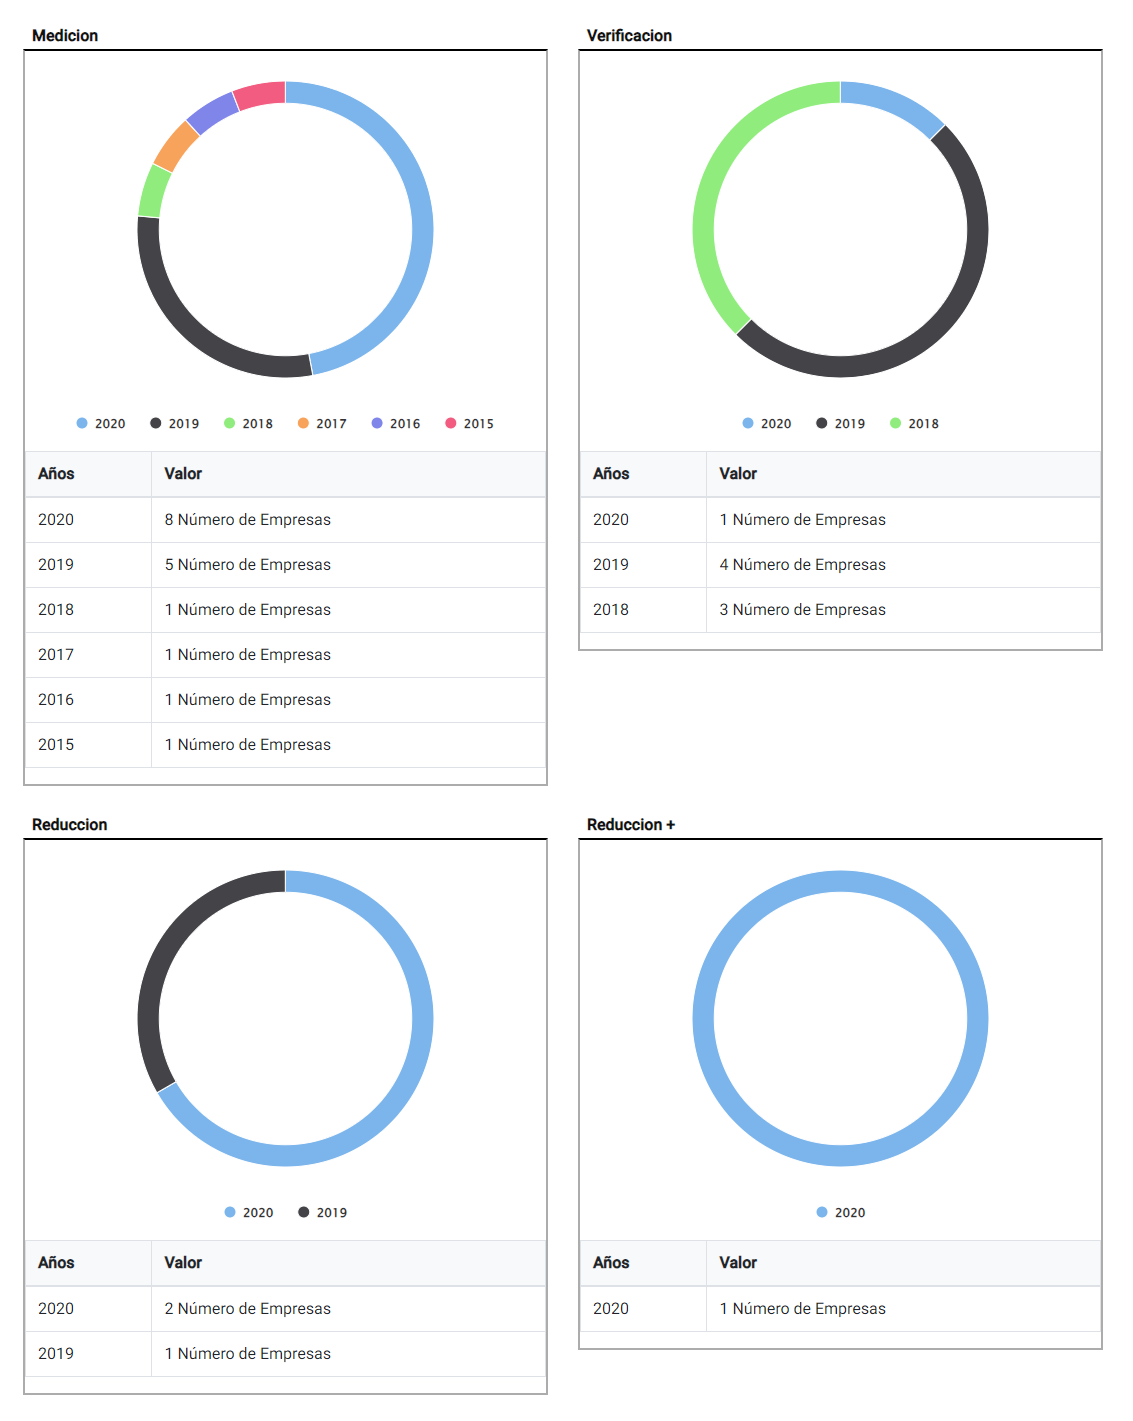 Medicion
2020 2019 2018 2017 2016 2015
Años Valor
2020 8 Número de Empresas
2019 5 Número de Empresas
2018 1 Número de Empresas
2017 1 Número de Empresas
2016 1 Número de Empresas
2015 1 Número de Empresas
Verificacion
2020 2019 2018
Años Valor
2020 1 Número de Empresas
2019 4 Número de Empresas
2018 3 Número de Empresas
Reduccion
2020 2019
Años Valor
2020 2 Número de Empresas
2019 1 Número de Empresas
Reduccion +
2020
Años Valor
2020 1 Número de Empresas